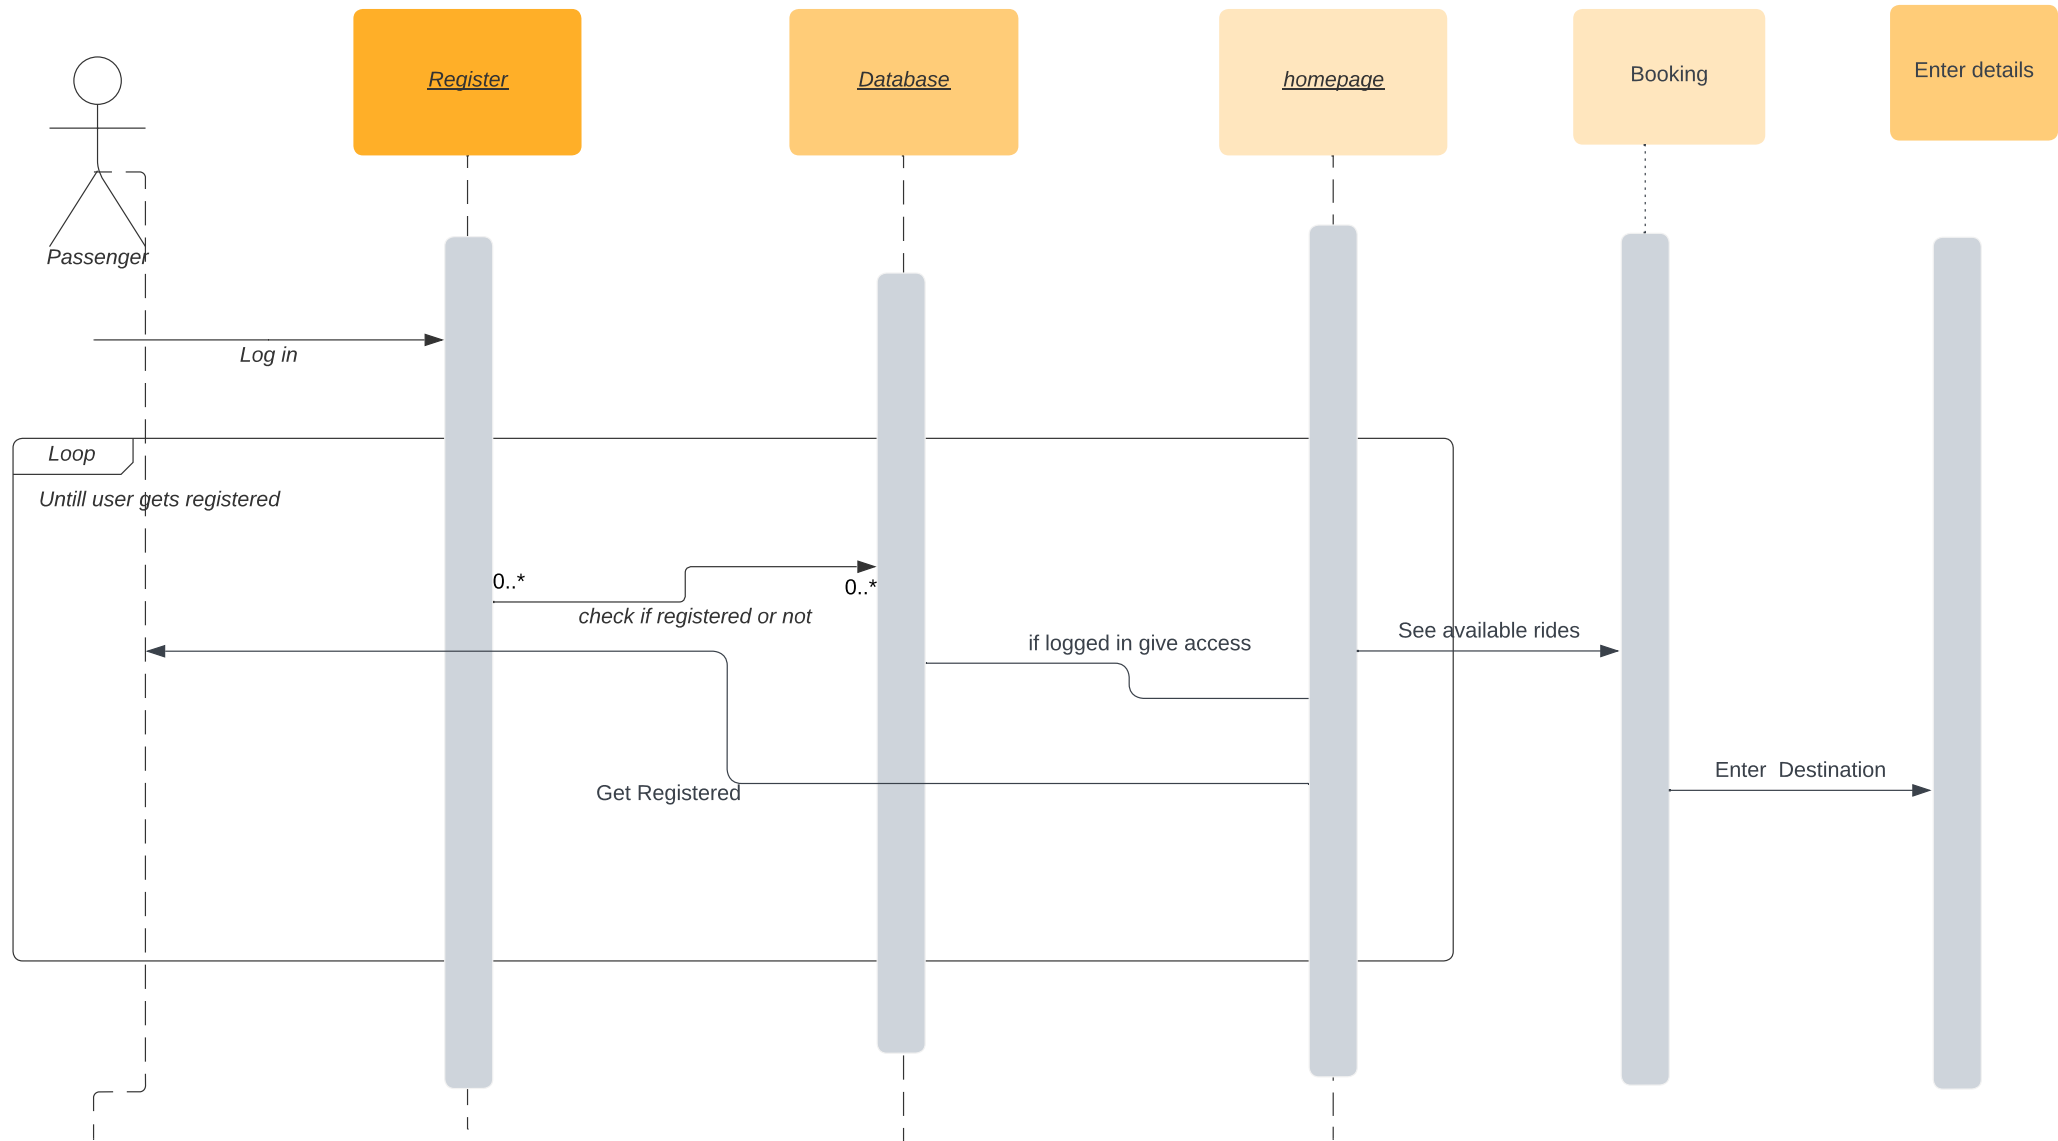 Register
Database
homepage
Booking
Enter details
Passenger
Log in
Loop
Untill user gets registered
0..*
0..*
check if registered or not
if logged in give access
See available rides
Enter  Destination
Get Registered